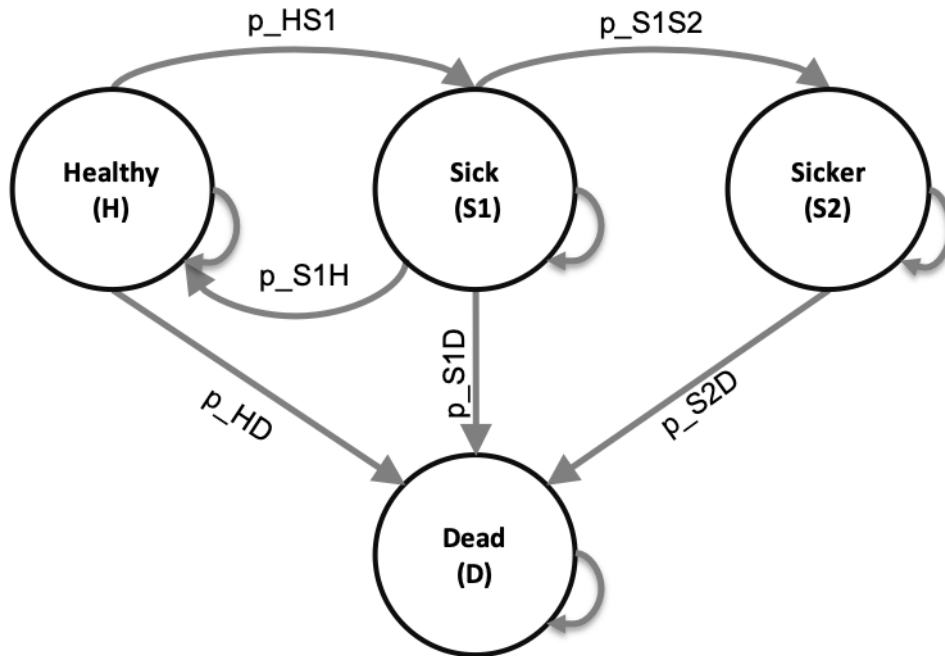 p_HS1
p_S1S2
Healthy
(H)
Sick
(S1)
Sicker
(S2)
p_S1H
p_HD
p_S1D
p_S2D
Dead
(D)